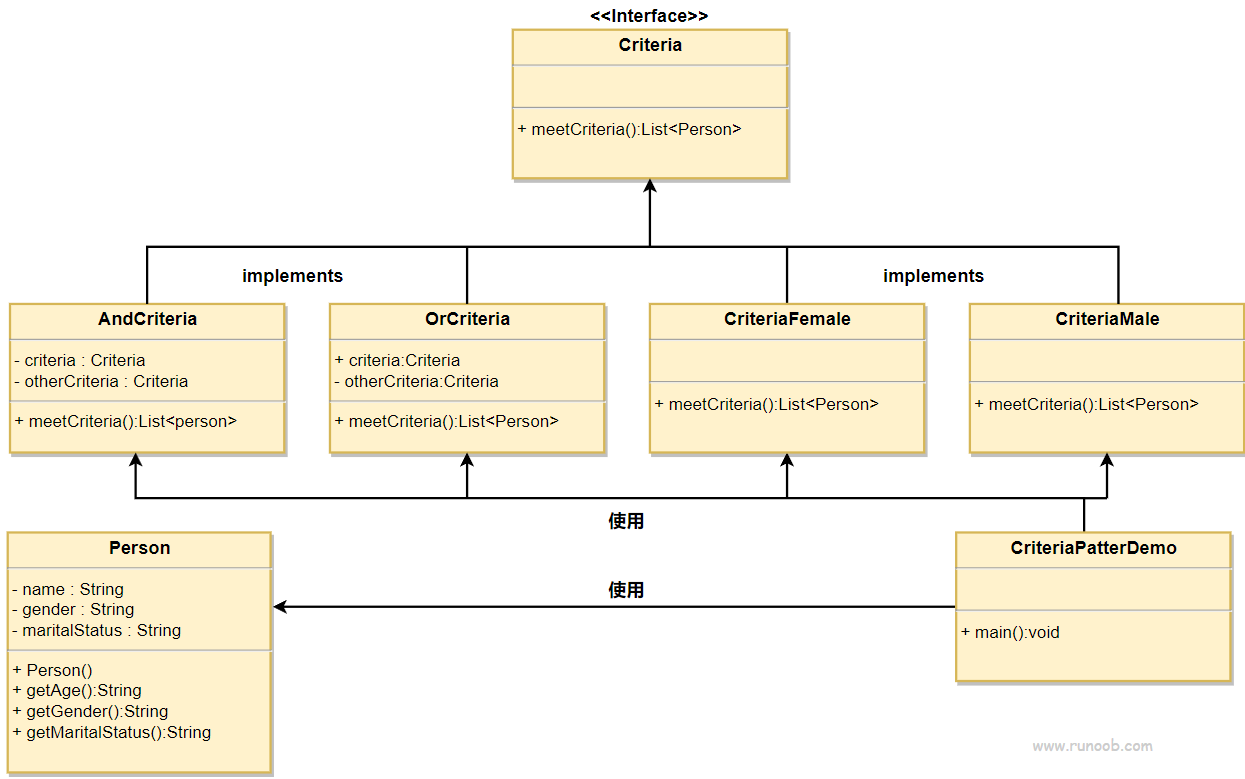 <<Interface>>
Criteria
+ meetCriteria():List<Person>
implements
implements
AndCriteria
- criteria : Criteria
- otherCriteria : Criteria
+ meetCriteria():List<person>
OrCriteria
+ criteria:Criteria
- otherCriteria:Criteria
+ meetCriteria():List<Person>
CriteriaFemale
+ meetCriteria():List<Person>
CriteriaMale
+ meetCriteria():List<Person>
使用
Person
- name : String
- gender : String
- maritalStatus : String
+ Person()
+ getAge():String
+ getGender():String
+ getMaritalStatus():String
使用
CriteriaPatterDemo
+ main():void
www.runoob.com